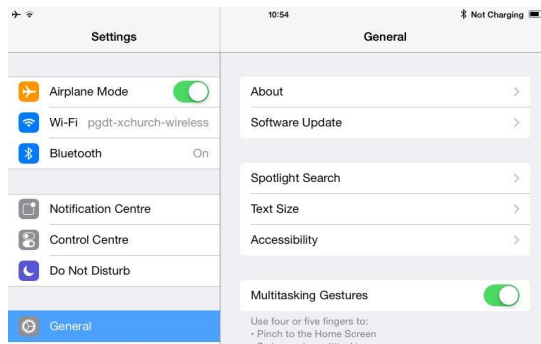 10:54
Not Charging
Settings
General
Airplane Mode
Wi-Fi pgdt-xchurch-wireless
Bluetooth On
Notification Centre
Control Centre
Do Not Disturb
General
About
Software Update
Spotlight Search
Text Size
Accessibility
Multitasking Gestures
Use four or five fingers to:
• Pinch to the Home Screen